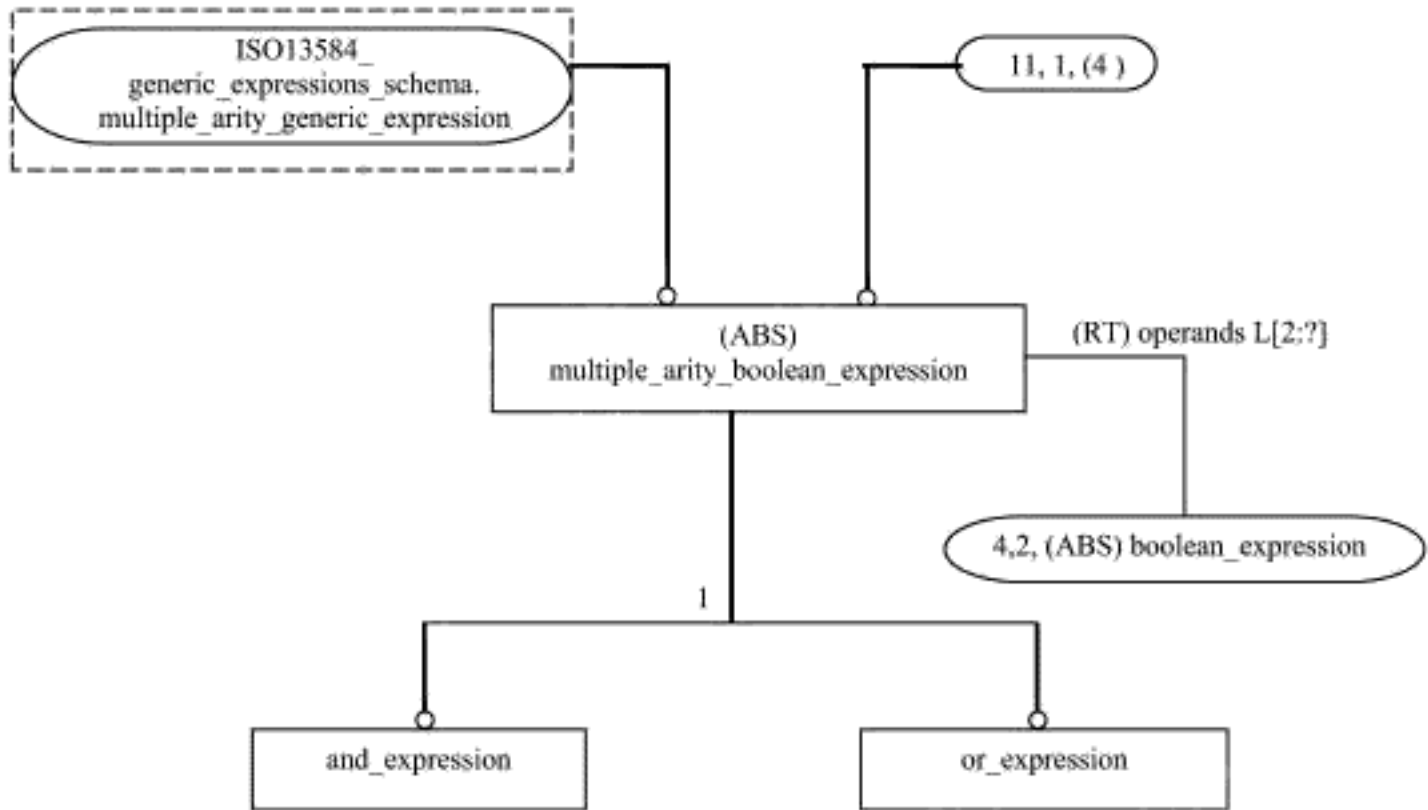 ISO13584_
generic_expressions_schema.
multiple_arity_generic_expression
11, 1, (4 )
(ABS)
multiple_arity_boolean_expression
(RT) operands L[2:?]
4,2, (ABS) boolean_expression
1
and_expression
or_expression